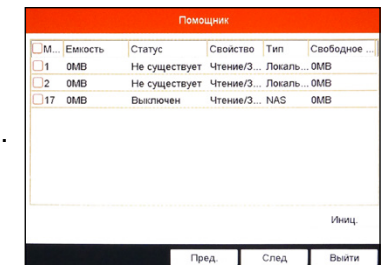 Помощник
М... Емкость Статус Свойство Тип Свободное ...
1 0MB Не существует Чтение/З... Локаль... 0MB
2 0MB Не существует Чтение/З... Локаль... 0MB
17 0MB Выключен Чтение/З... NAS 0MB
.
Иниц.
Пред. След Выйти